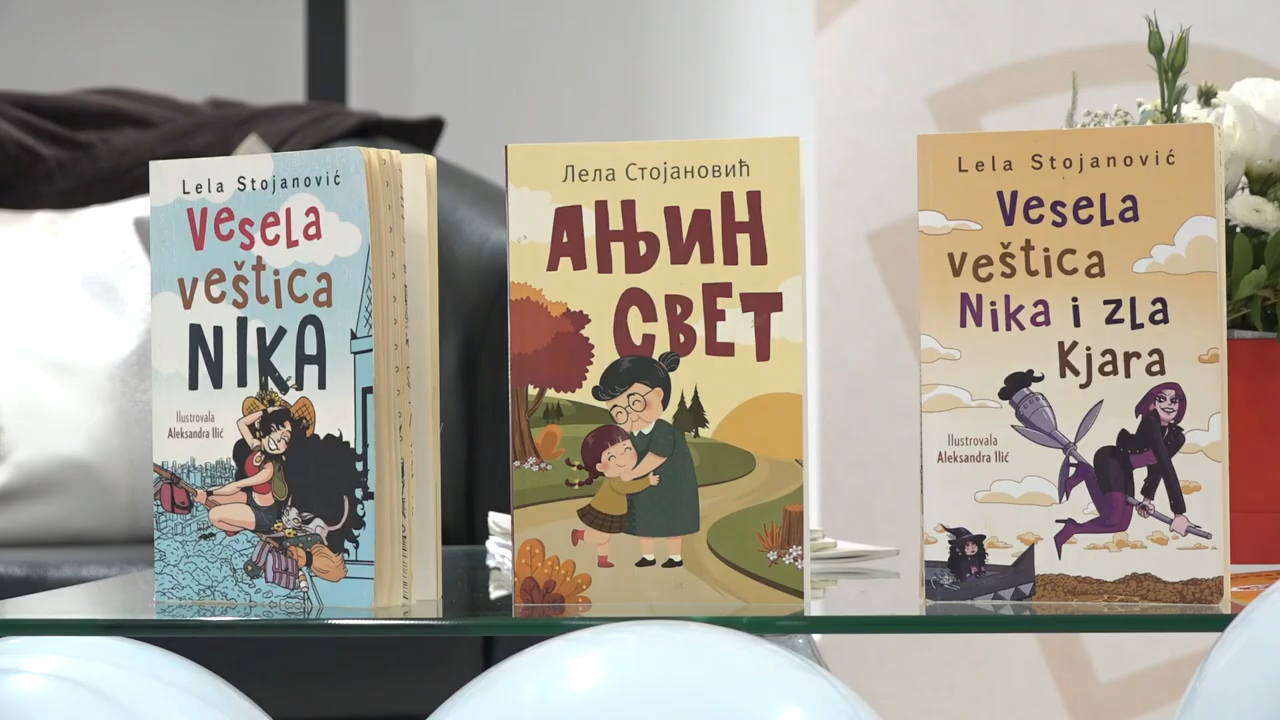 Lela Stojanović
Vesela
veštica
NIKA
Ilustrovala
Aleksandra Ilić
Лела Стојановић
АЊИН
СВЕТ
Lela Stojanović
Vesela
veštica
Nika i zla
Kjara
Ilustrovala
Aleksandra Ilić